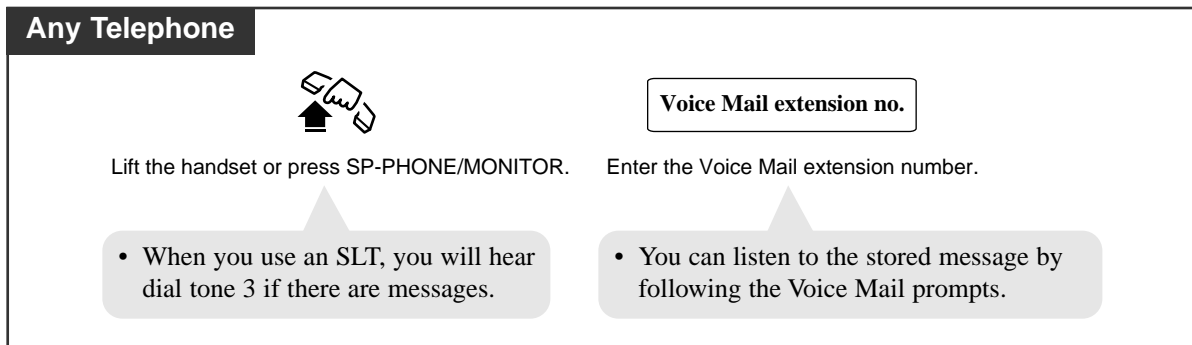 Any Telephone
Voice Mail extension no.
Lift the handset or press SP-PHONE/MONITOR.
Enter the Voice Mail extension number.
• When you use an SLT, you will hear
dial tone 3 if there are messages.
• You can listen to the stored message by
following the Voice Mail prompts.